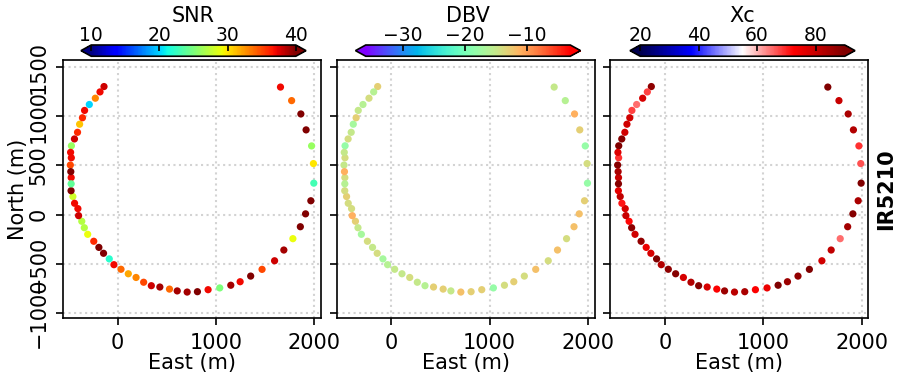 SNR
DBV
Xc
10 20 30 40
−30 −20 −10
20 40 60 80
1500
1000
500
0
−500
−1000
North (m)
0 1000 2000
0 1000 2000
0 1000 2000
East (m)
East (m)
East (m)
IR5210